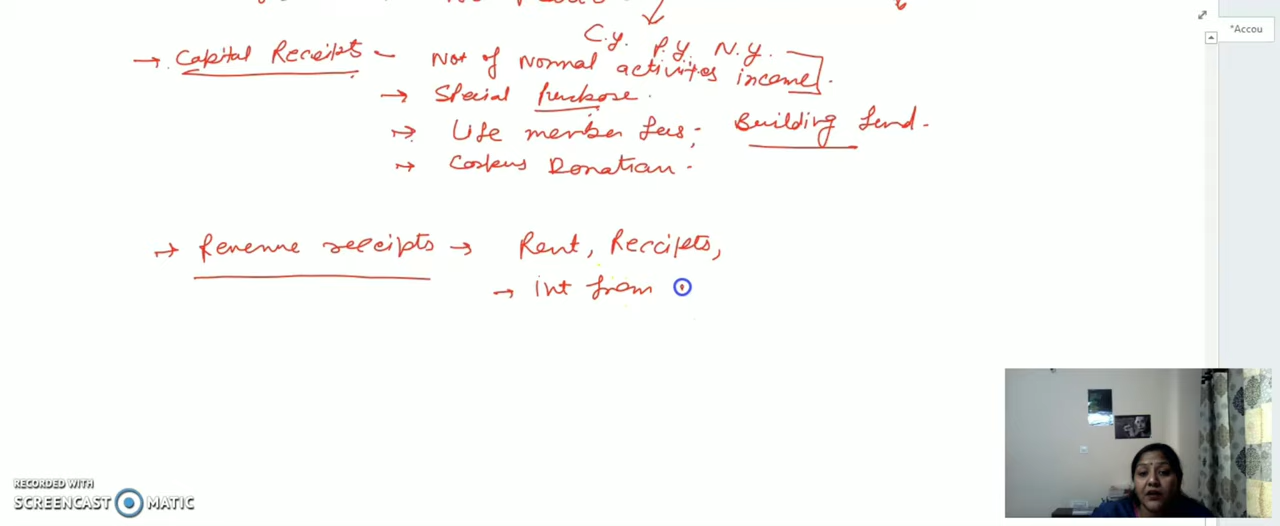 *Accou
C.y. P.y. N.y.
→ Capital Receipts - Not of Normal activities income.
→ Special purpose.
→ Life member fees; Building fund.
→ Corpus Donation.
→ Revenue receipts → Rent, Receipts,
→ int from
RECORDED WITH
SCREENCAST MATIC